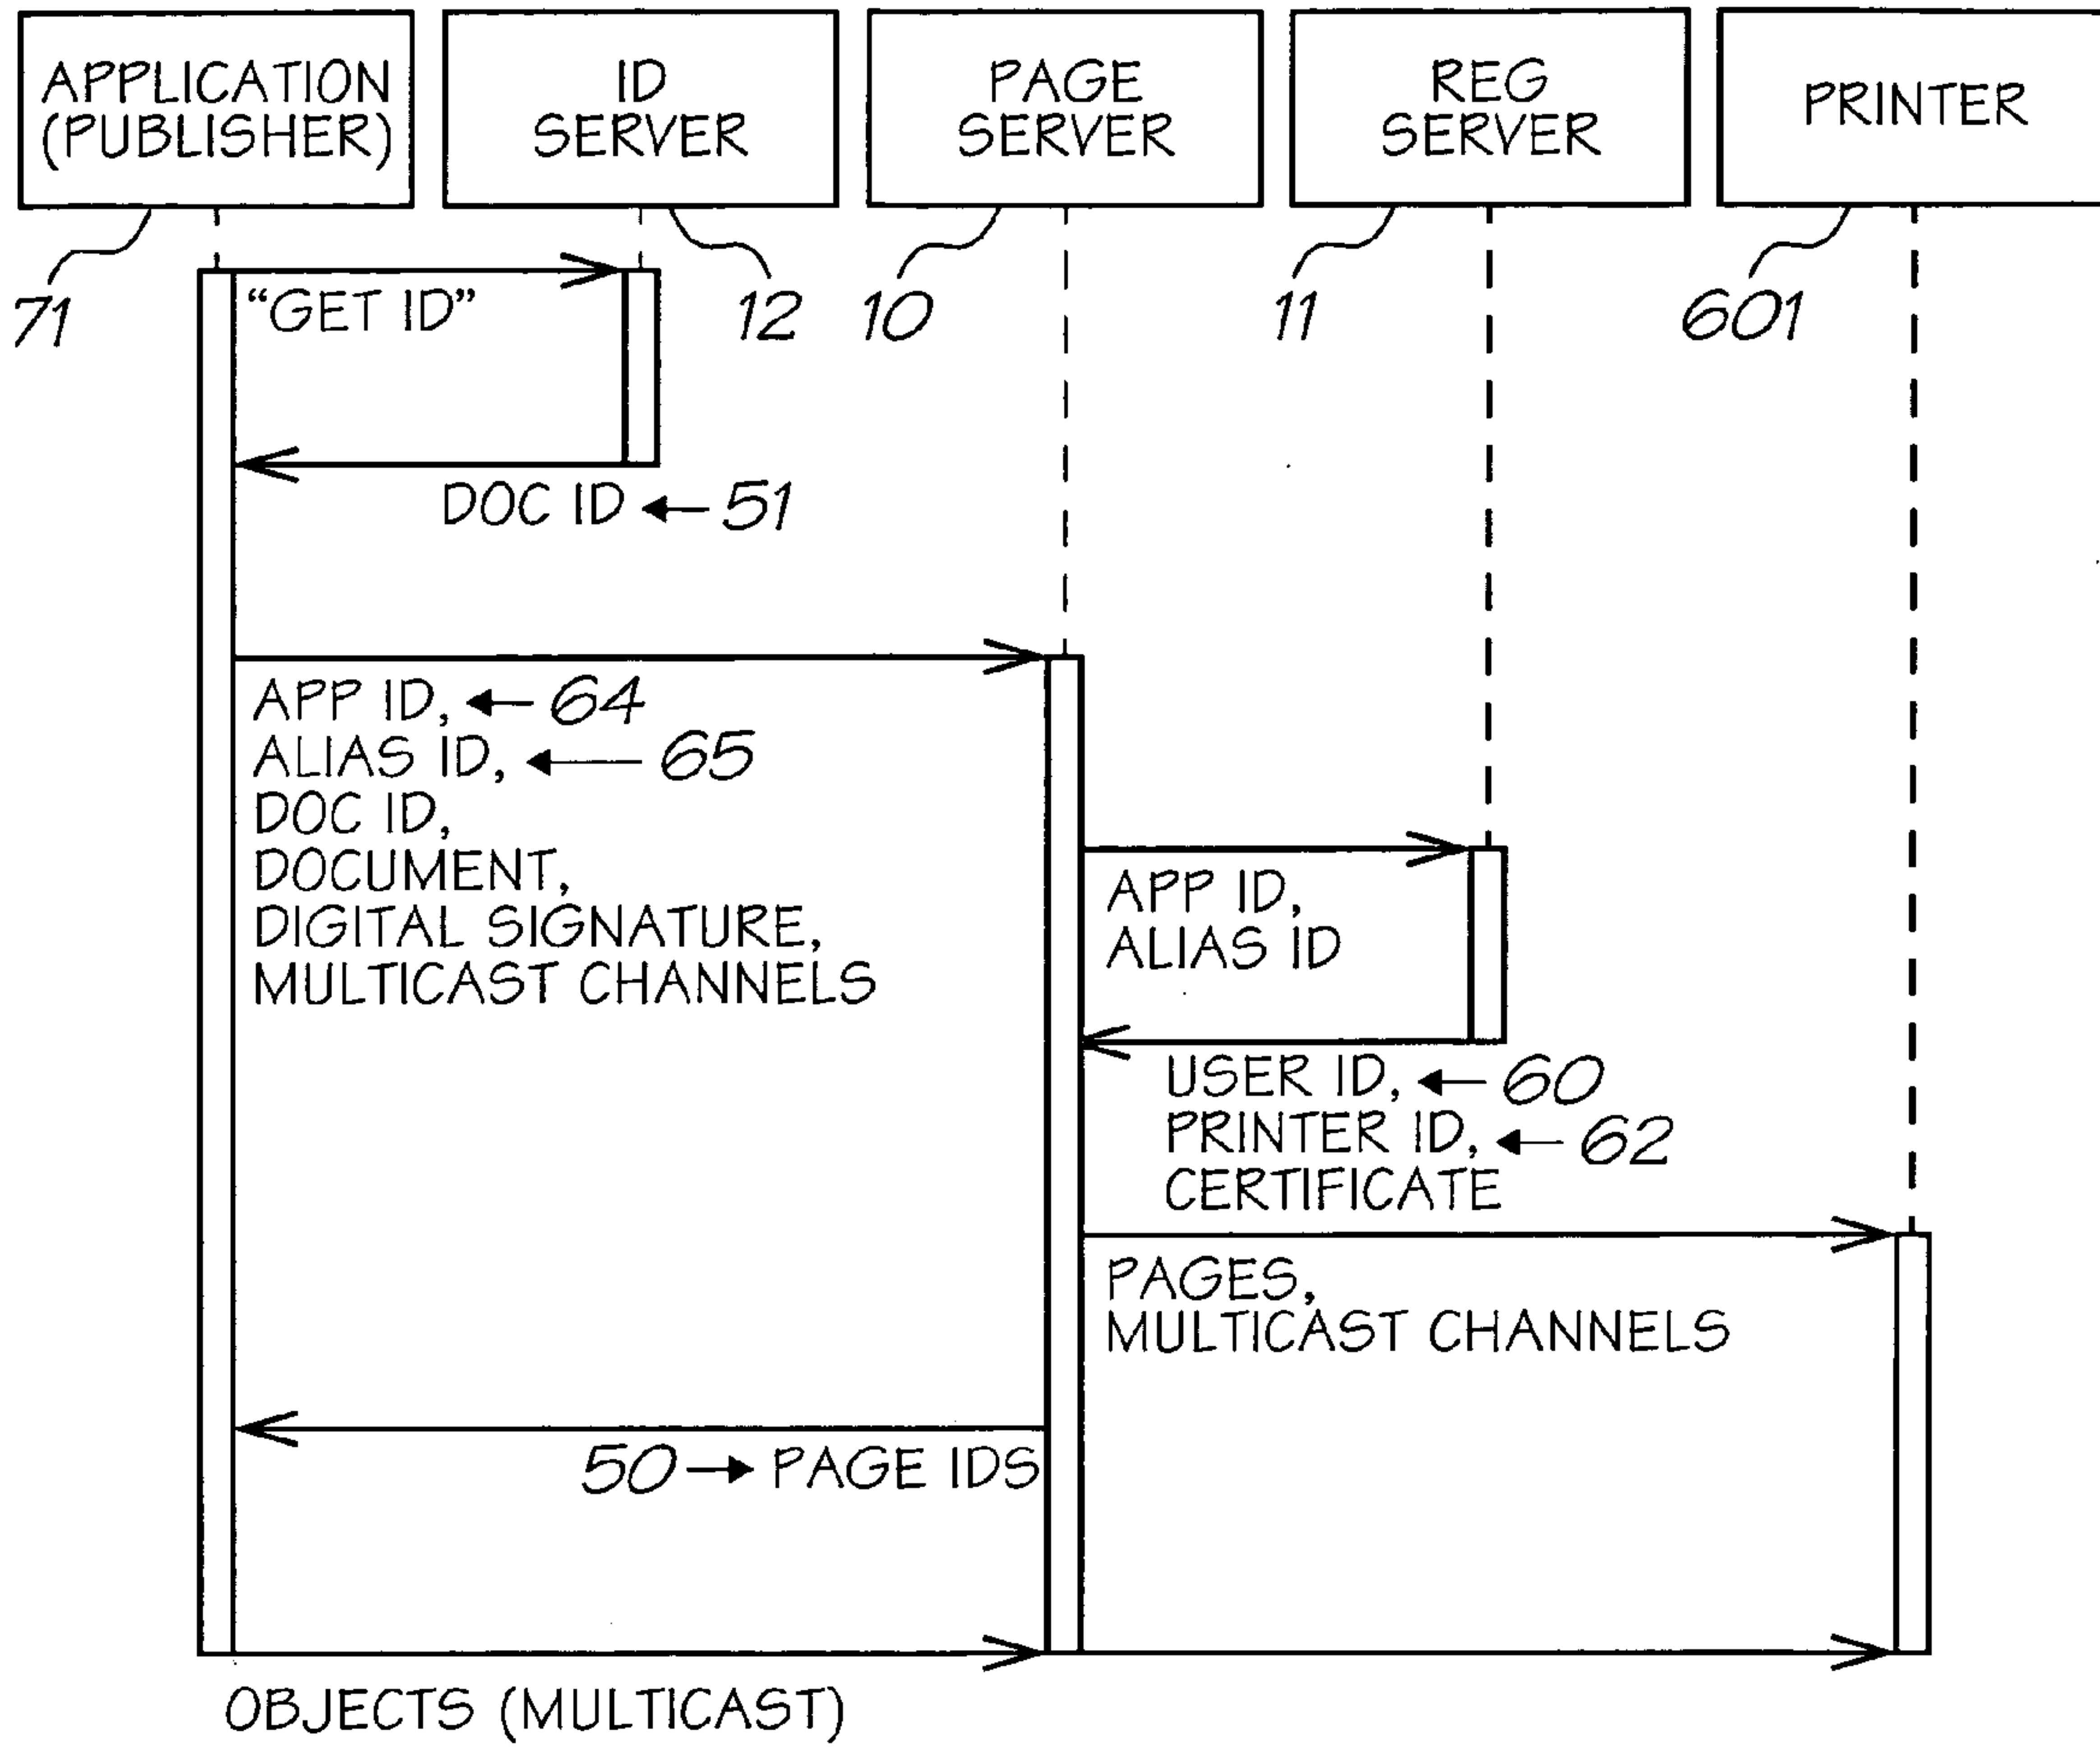 APPLICATION
(PUBLISHER)
ID
SERVER
PAGE
SERVER
REG
SERVER
PRINTER
71
12
10
11
601
“GET ID”
DOC ID 51
APP ID, 64
ALIAS ID, 65
DOC ID,
DOCUMENT,
DIGITAL SIGNATURE,
MULTICAST CHANNELS
APP ID,
ALIAS ID
USER ID, 60
PRINTER ID, 62
CERTIFICATE
PAGES,
MULTICAST CHANNELS
50 PAGE IDS
OBJECTS (MULTICAST)